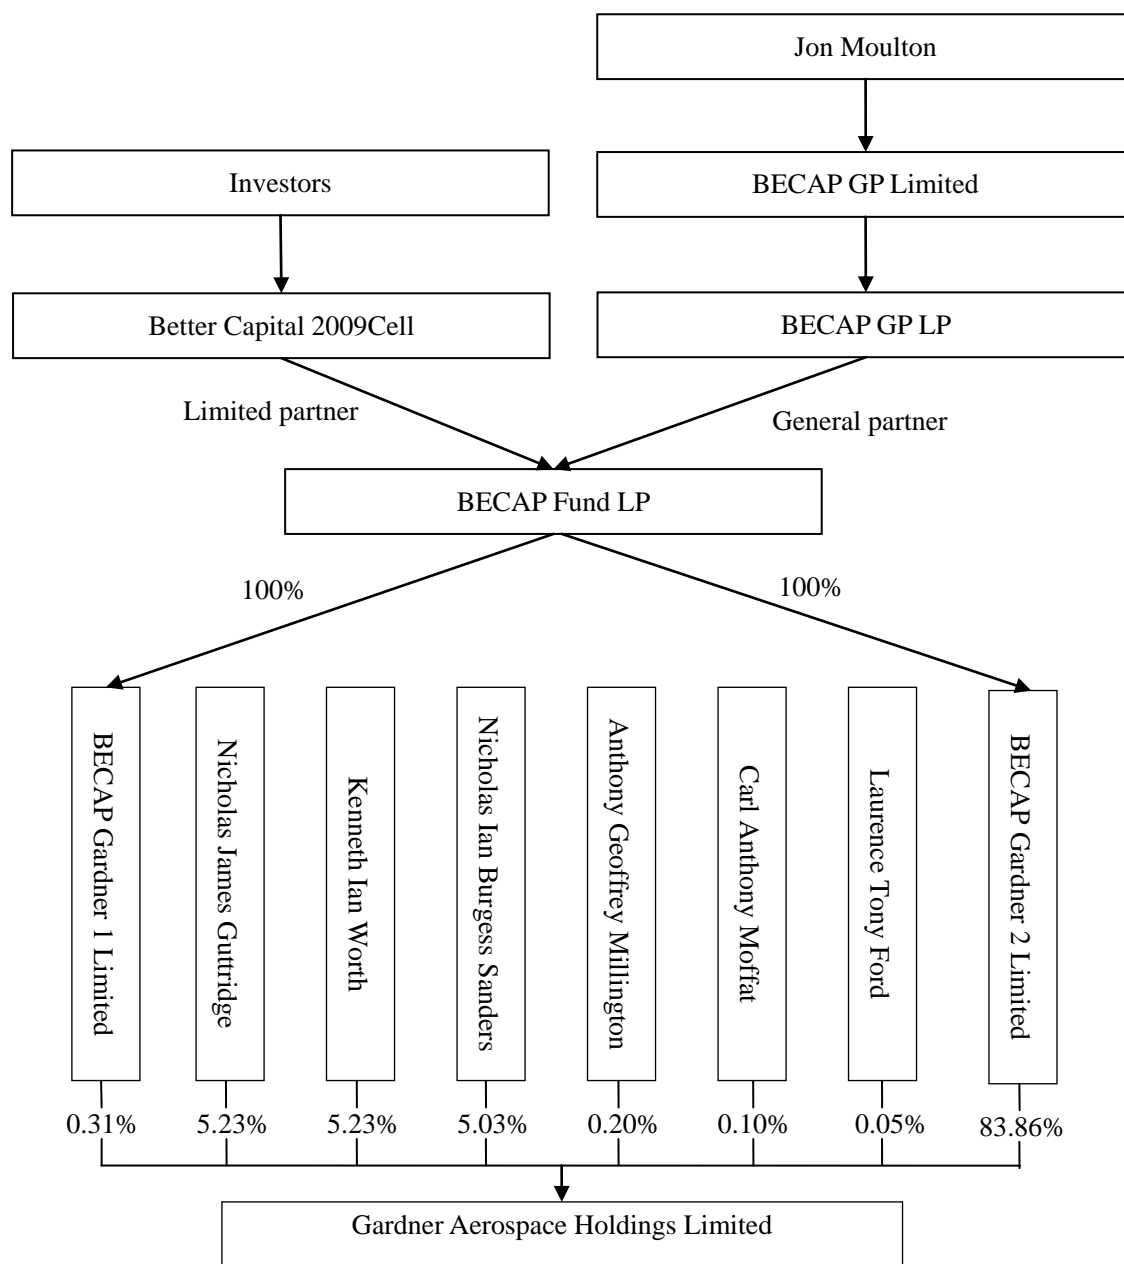 Jon Moulton
Investors
BECAP GP Limited
Better Capital 2009Cell
BECAP GP LP
Limited partner
General partner
BECAP Fund LP
100%
100%
BECAP Gardner 1 Limited
Nicholas James Guttridge
Kenneth Ian Worth
Nicholas Ian Burgess Sanders
Anthony Geoffrey Millington
Carl Anthony Moffat
Laurence Tony Ford
BECAP Gardner 2 Limited
0.31%
5.23%
5.23%
5.03%
0.20%
0.10%
0.05%
83.86%
Gardner Aerospace Holdings Limited